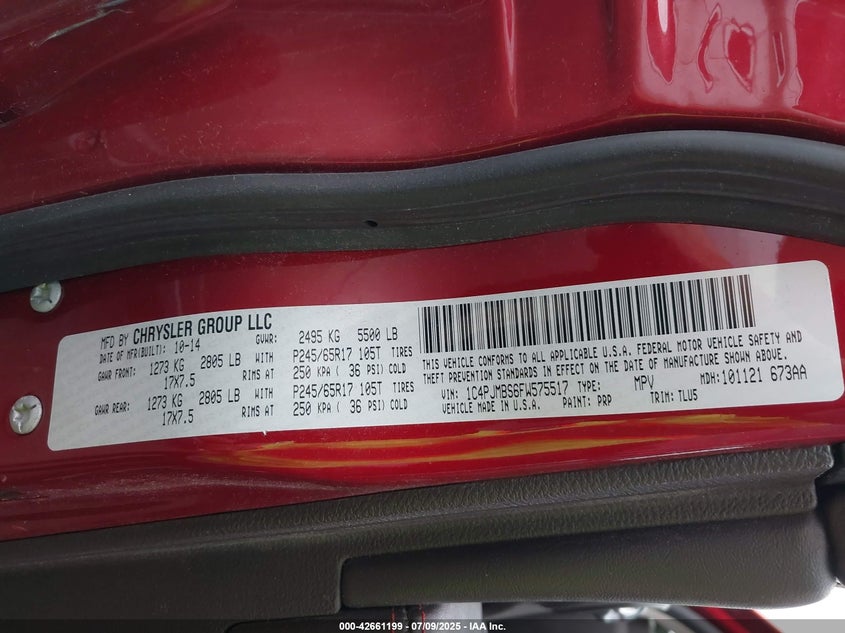 MFD BY CHRYSLER GROUP LLC
DATE OF MFR(BUILT): 10-14 GVWR: 2495 KG 5500 LB
GAWR FRONT: 1273 KG 2805 LB WITH P245/65R17 105T TIRES
17X7.5 RIMS AT 250 KPA ( 36 PSI) COLD
GAWR REAR: 1273 KG 2805 LB WITH P245/65R17 105T TIRES
17X7.5 RIMS AT 250 KPA ( 36 PSI) COLD
THIS VEHICLE CONFORMS TO ALL APPLICABLE U.S.A. FEDERAL MOTOR VEHICLE SAFETY AND
THEFT PREVENTION STANDARDS IN EFFECT ON THE DATE OF MANUFACTURE SHOWN ABOVE.
VIN: 1C4PJMBS6FW575517 TYPE: MPV MDH: 101121 673AA
VEHICLE MADE IN U.S.A. PAINT: PRP TRIM: TLU5
000-42661199 - 07/09/2025 - IAA Inc.